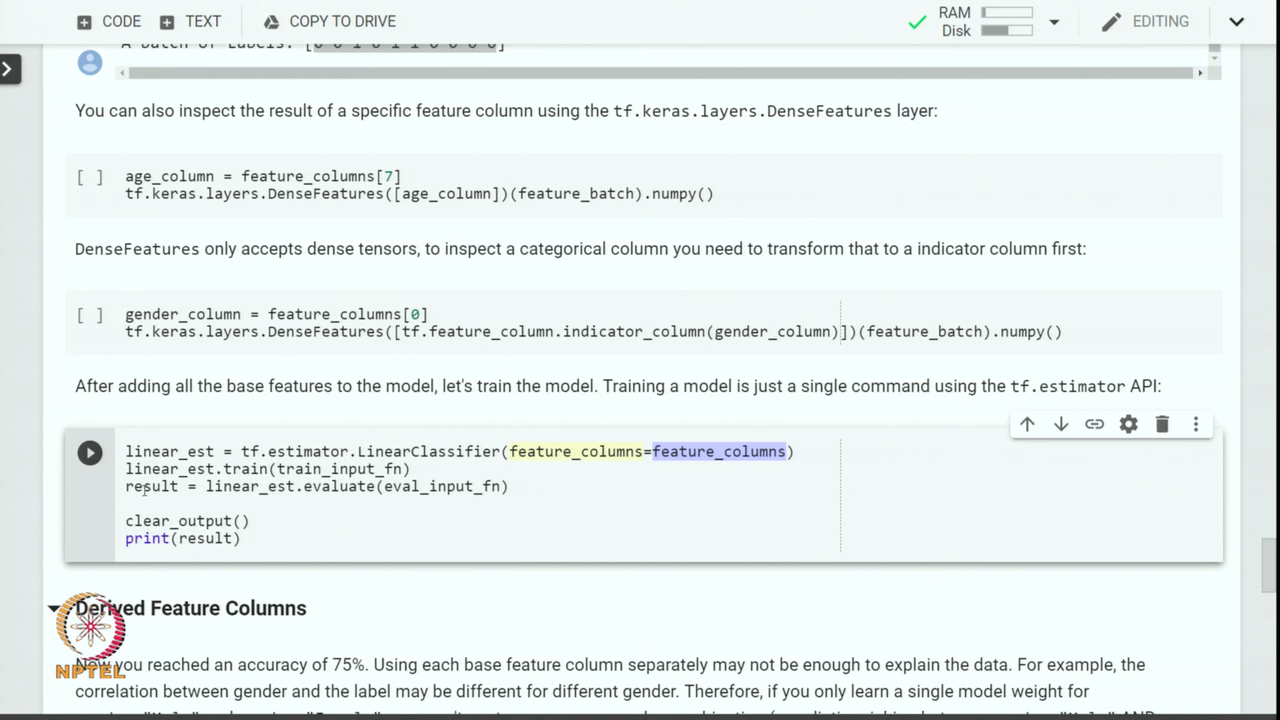 CODE TEXT COPY TO DRIVE RAM Disk EDITING
You can also inspect the result of a specific feature column using the tf.keras.layers.DenseFeatures layer:
[ ] age_column = feature_columns[7]
tf.keras.layers.DenseFeatures([age_column])(feature_batch).numpy()
DenseFeatures only accepts dense tensors, to inspect a categorical column you need to transform that to a indicator column first:
[ ] gender_column = feature_columns[0]
tf.keras.layers.DenseFeatures([tf.feature_column.indicator_column(gender_column)])(feature_batch).numpy()
After adding all the base features to the model, let's train the model. Training a model is just a single command using the tf.estimator API:
linear_est = tf.estimator.LinearClassifier(feature_columns=feature_columns)
linear_est.train(train_input_fn)
result = linear_est.evaluate(eval_input_fn)
clear_output()
print(result)
Derived Feature Columns
NPTEL
Now you reached an accuracy of 75%. Using each base feature column separately may not be enough to explain the data. For example, the
correlation between gender and the label may be different for different gender. Therefore, if you only learn a single model weight for